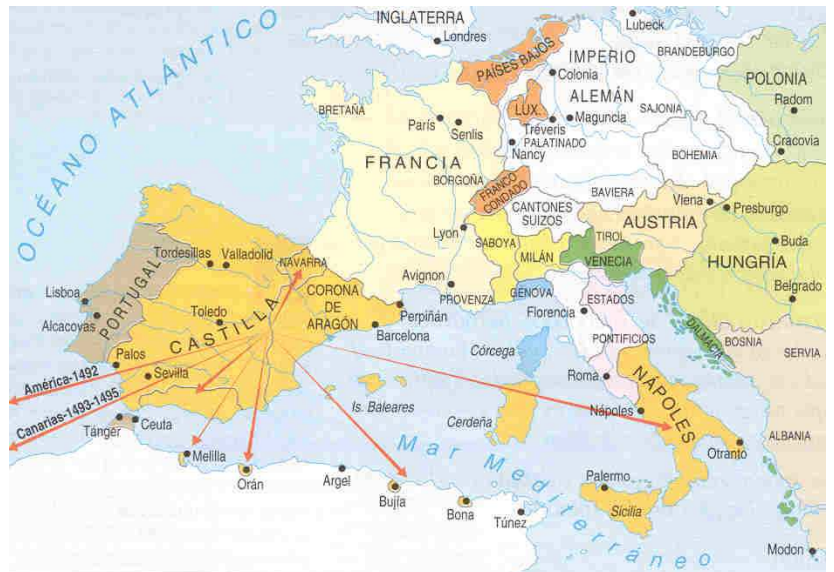 INGLATERRA
Londres
Lubeck
OCÉANO ATLÁNTICO
PAÍSES BAJOS
IMPERIO
ALEMÁN
BRANDEBURGO
Colonia
POLONIA
Radom
Cracovia
BRETAÑA
París
Senlis
LUX.
Tréveris
Maguncia
SAJONIA
PALATINADO
Nancy
BOHEMIA
FRANCIA
BORGOÑA
FRANCO
CONDADO
BAVIERA
Viena
Presburgo
CANTONES
SUIZOS
AUSTRIA
TIROL
Buda
HUNGRÍA
Belgrado
Lyon
SABOYA
MILÁN
VENECIA
Avignon
PROVENZA
GENOVA
Florencia
ESTADOS
PONTIFICIOS
DALMACIA
BOSNIA
SERVIA
Tordesillas
Valladolid
NAVARRA
PORTUGAL
Lisboa
Alcacovas
Toledo
CASTILLA
CORONA
DE
ARAGÓN
Perpiñán
Barcelona
Palos
Sevilla
América-1492
Canarias-1493-1495
Córcega
Roma
NÁPOLES
Nápoles
Is. Baleares
Cerdeña
ALBANIA
Otranto
Tánger
Ceuta
Melilla
Orán
Argel
Bujía
Bona
Túnez
Mar Mediterráneo
Palermo
Sicilia
Modon